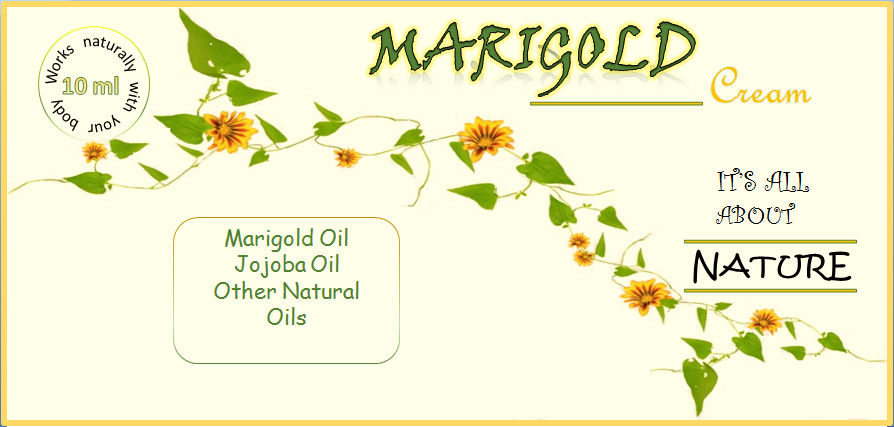 Works naturally with your body
10 ml
MARIGOLD
Cream
IT'S ALL
ABOUT
NATURE
Marigold Oil
Jojoba Oil
Other Natural
Oils